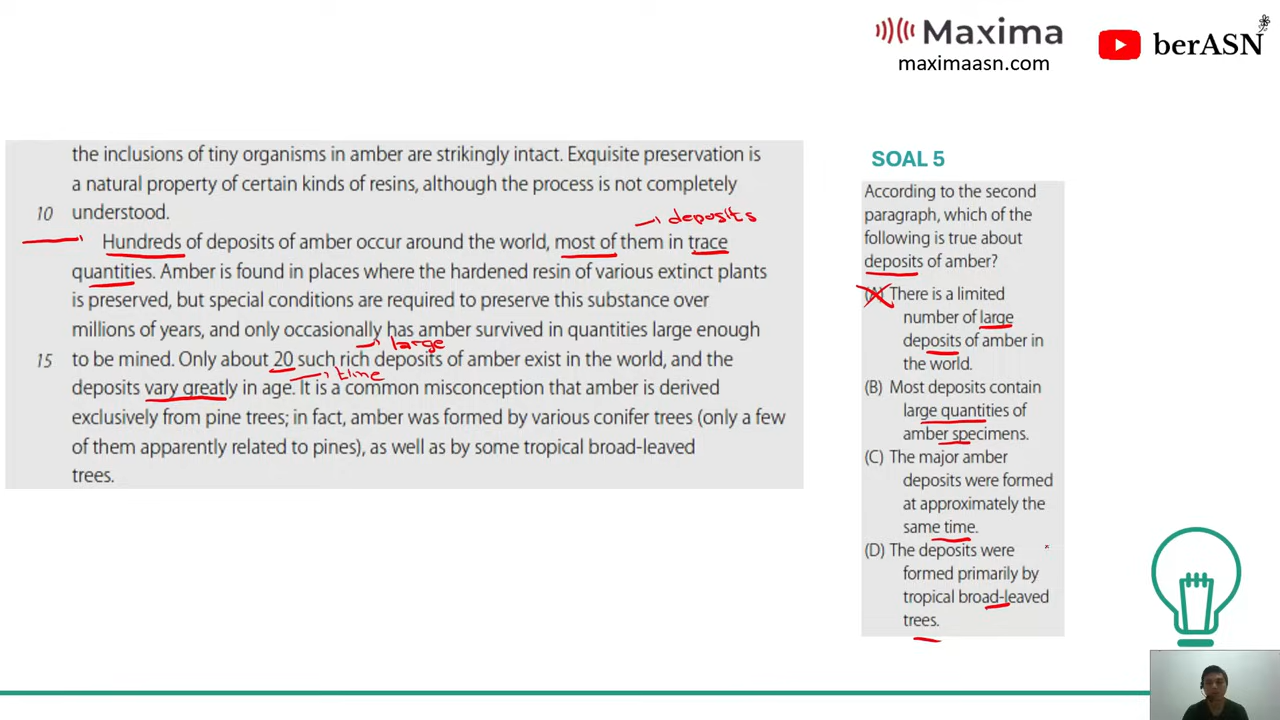 Maxima
maximaasn.com
berASN
the inclusions of tiny organisms in amber are strikingly intact. Exquisite preservation is
a natural property of certain kinds of resins, although the process is not completely
10 understood.
deposits
Hundreds of deposits of amber occur around the world, most of them in trace
quantities. Amber is found in places where the hardened resin of various extinct plants
is preserved, but special conditions are required to preserve this substance over
millions of years, and only occasionally has amber survived in quantities large enough
large
15 to be mined. Only about 20 such rich deposits of amber exist in the world, and the
time
deposits vary greatly in age. It is a common misconception that amber is derived
exclusively from pine trees; in fact, amber was formed by various conifer trees (only a few
of them apparently related to pines), as well as by some tropical broad-leaved
trees.
SOAL 5
According to the second
paragraph, which of the
following is true about
deposits of amber?
(A) There is a limited
number of large
deposits of amber in
the world.
(B) Most deposits contain
large quantities of
amber specimens.
(C) The major amber
deposits were formed
at approximately the
same time.
(D) The deposits were
formed primarily by
tropical broad-leaved
trees.